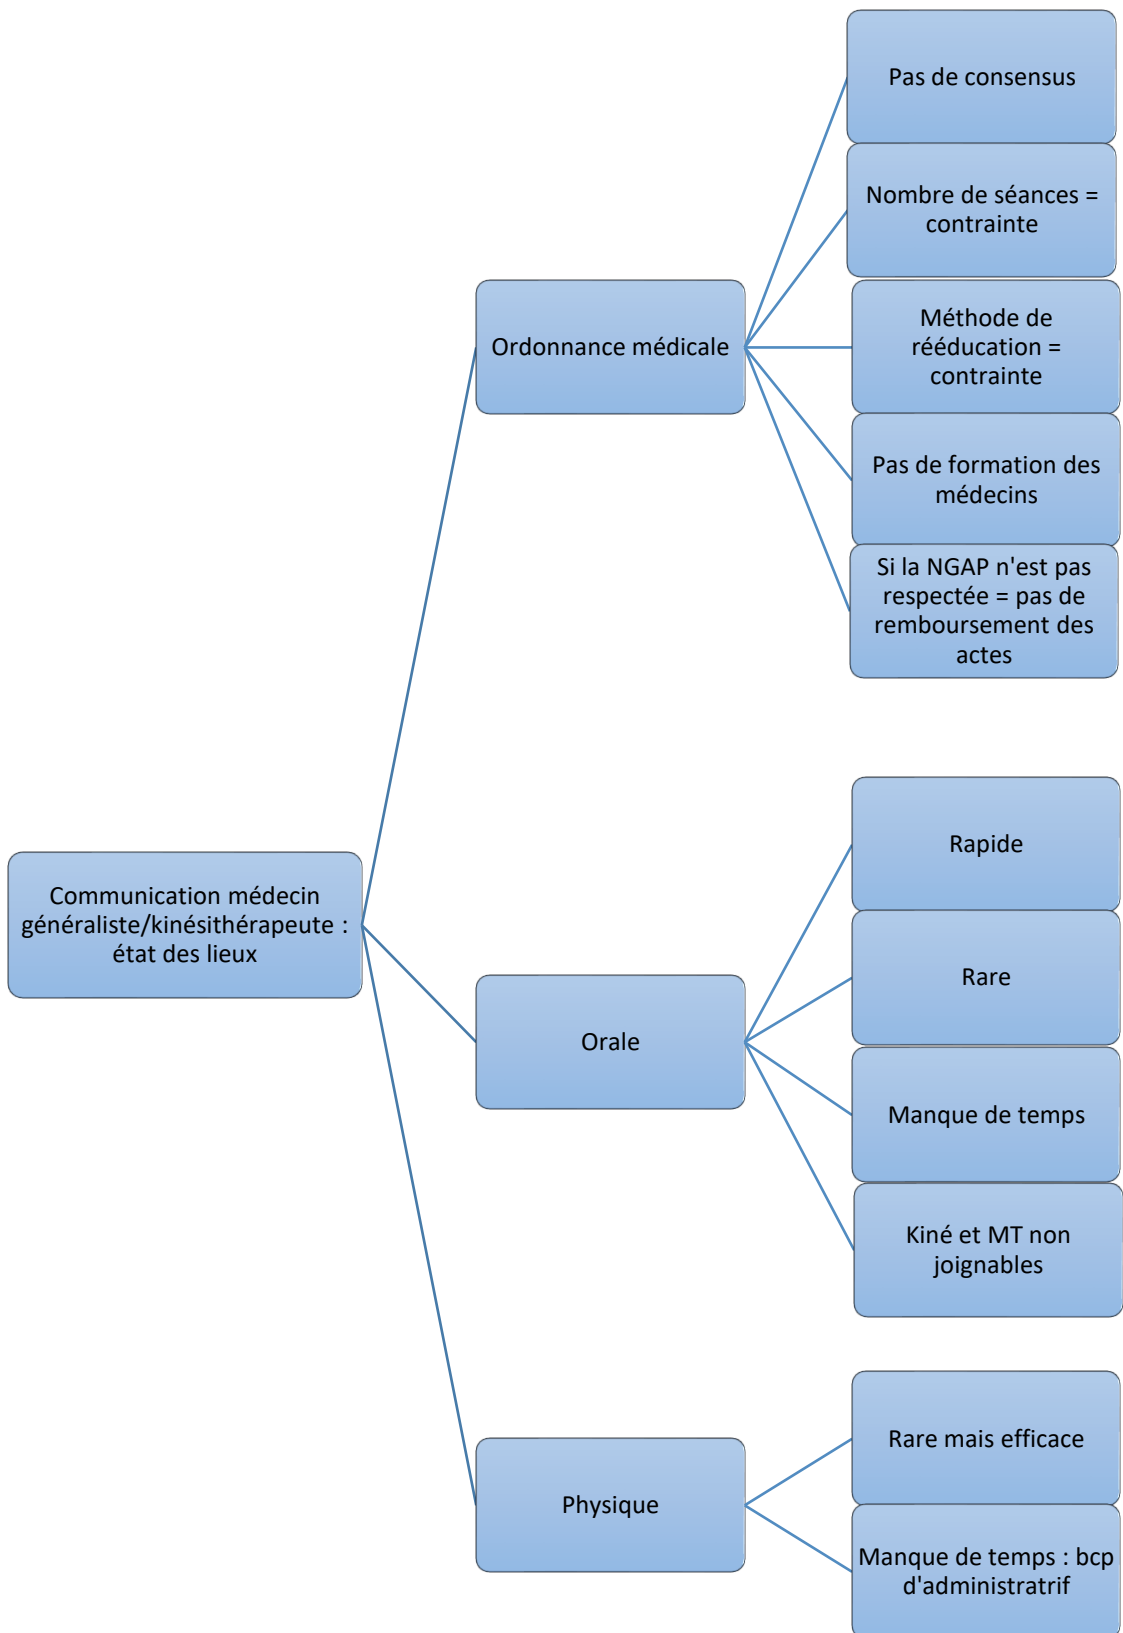 Communication médecin
généraliste/kinésithérapeute :
état des lieux
Ordonnance médicale
Pas de consensus
Nombre de séances =
contrainte
Méthode de
rééducation =
contrainte
Pas de formation des
médecins
Si la NGAP n'est pas
respectée = pas de
remboursement des
actes
Orale
Rapide
Rare
Manque de temps
Kiné et MT non
joignables
Physique
Rare mais efficace
Manque de temps : bcp
d'administratrif